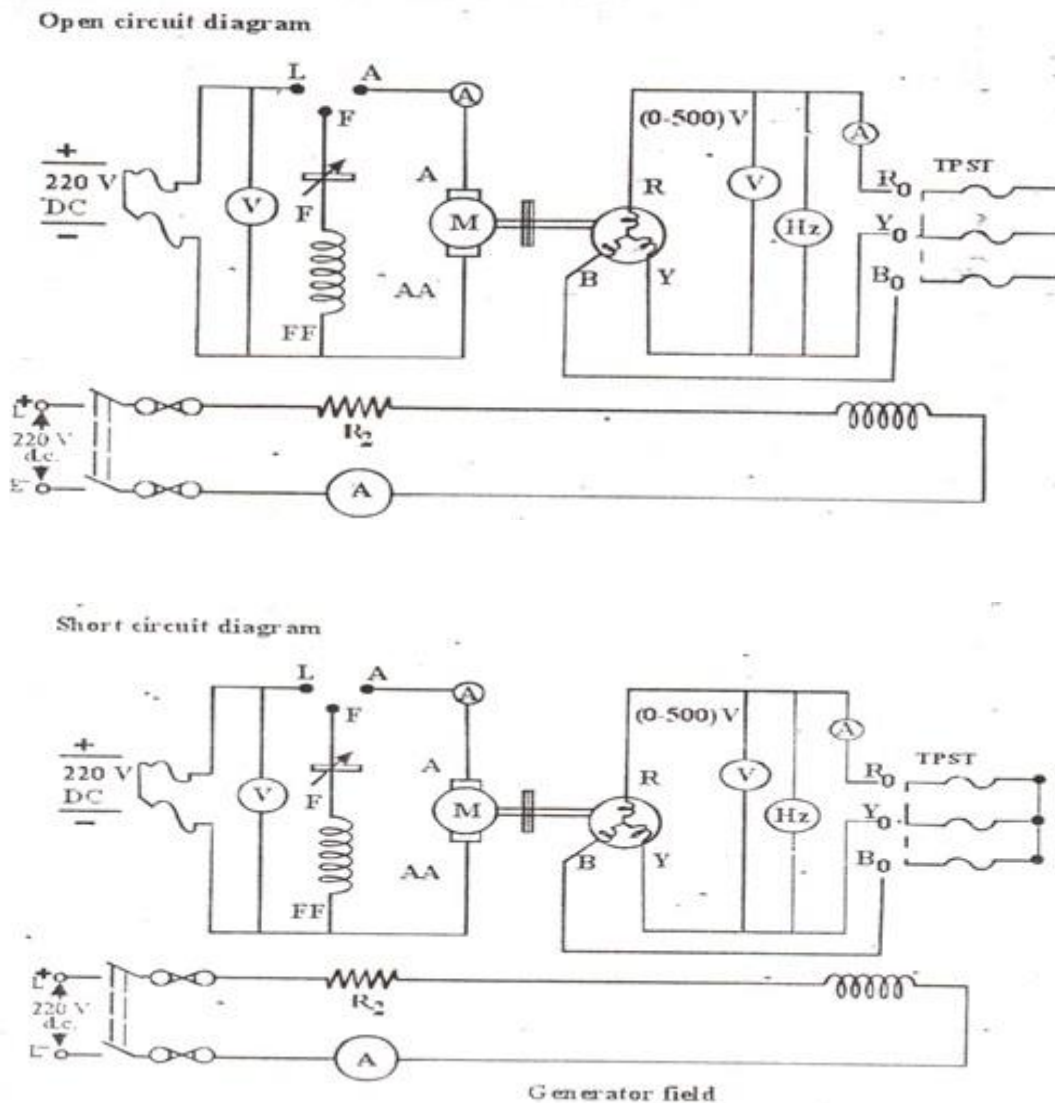 Open circuit diagram
L A
A
F
(0-500) V
A
+
220 V
DC
-
V
F
A
M
AA
FF
R
B
Y
V
Hz
R0
Y0
B0
TPST
+
220 V
d.c.
R2
A
Short circuit diagram
L A
A
F
(0-500) V
A
+
220 V
DC
-
V
F
A
M
AA
FF
R
B
Y
V
Hz
R0
Y0
B0
TPST
+
220 V
d.c.
R2
A
Generator field